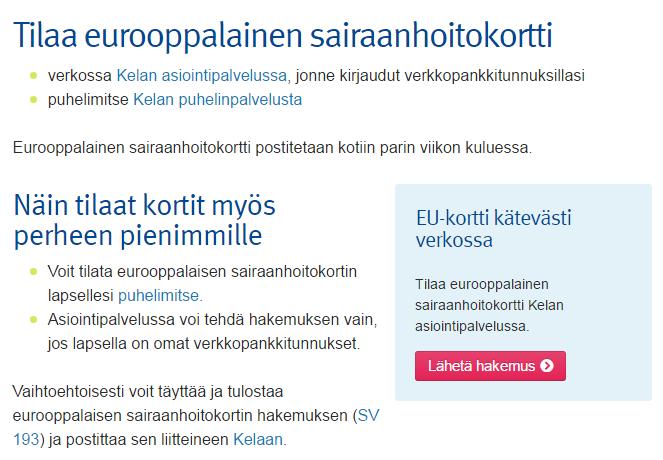 Tilaa eurooppalainen sairaanhoitokortti
verkossa Kelan asiointipalvelussa, jonne kirjaudut verkkopankkitunnuksillasi
puhelimitse Kelan puhelinpalvelusta
Eurooppalainen sairaanhoitokortti postitetaan kotiin parin viikon kuluessa.
Näin tilaat kortit myös
perheen pienimmille
Voit tilata eurooppalaisen sairaanhoitokortin
lapsellesi puhelimitse.
Asiointipalvelussa voi tehdä hakemuksen vain,
jos lapsella on omat verkkopankkitunnukset.
Vaihtoehtoisesti voit täyttää ja tulostaa
eurooppalaisen sairaanhoitokortin hakemuksen (SV
193) ja postittaa sen liitteineen Kelaan.
EU-kortti kätevästi
verkossa
Tilaa eurooppalainen
sairaanhoitokortti Kelan
asiointipalvelussa.
Lähetä hakemus